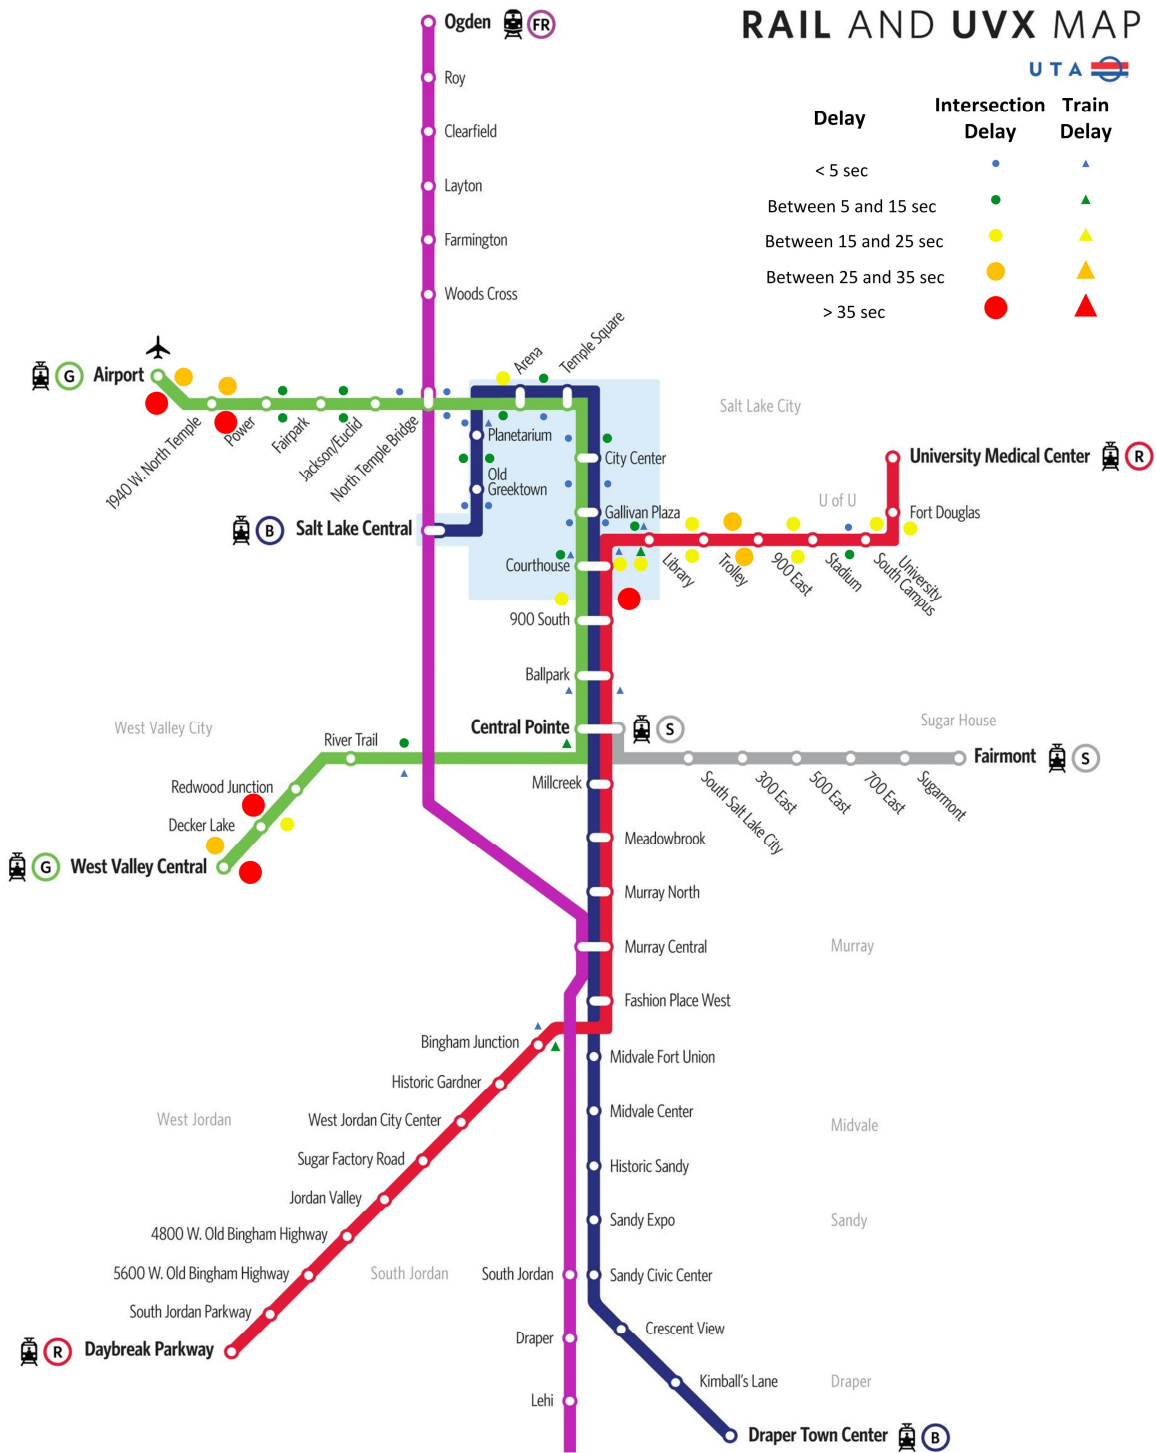 RAIL AND UVX MAP
UTA
Delay
Intersection
Delay
Train
Delay
< 5 sec
Between 5 and 15 sec
Between 15 and 25 sec
Between 25 and 35 sec
> 35 sec
Ogden FR
Roy
Clearfield
Layton
Farmington
Woods Cross
G Airport
1940 W. North Temple
Power
Fairpark
Jackson/Euclid
North Temple Bridge
Arena
Temple Square
Salt Lake City
Planetarium
Old
Greektown
B Salt Lake Central
City Center
Gallivan Plaza
Courthouse
University Medical Center R
U of U
Fort Douglas
Library
Trolley
900 East
Stadium
University
South Campus
900 South
Ballpark
Central Pointe
S
West Valley City
Sugar House
River Trail
Redwood Junction
Decker Lake
G West Valley Central
Fairmont S
South Salt Lake City
300 East
500 East
700 East
Sugarmont
Millcreek
Meadowbrook
Murray North
Murray Central
Murray
Fashion Place West
Bingham Junction
Midvale Fort Union
Historic Gardner
West Jordan
West Jordan City Center
Midvale Center
Midvale
Sugar Factory Road
Historic Sandy
Jordan Valley
4800 W. Old Bingham Highway
Sandy Expo
Sandy
5600 W. Old Bingham Highway
South Jordan
South Jordan
Sandy Civic Center
South Jordan Parkway
R Daybreak Parkway
Draper
Crescent View
Lehi
Kimball's Lane
Draper
Draper Town Center B